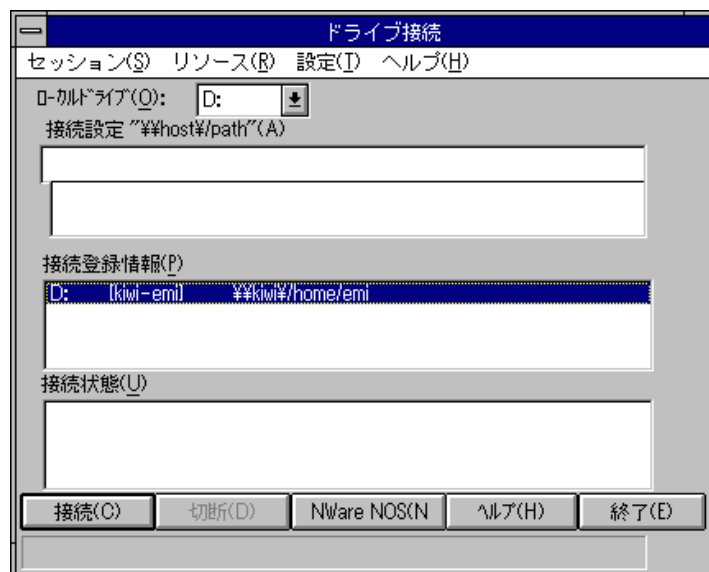 ドライブ接続
セッション(S) リソース(R) 設定(T) ヘルプ(H)
ﾛｰｶﾙﾄﾞﾗｲﾌﾞ(O): D:
接続設定 "¥¥host¥/path"(A)
接続登録情報(P)
D: [kiwi-emi] ¥¥kiwi¥/home/emi
接続状態(U)
接続(C) 切断(D) NWare NOS(N ﾍﾙﾌﾟ(H) 終了(E)